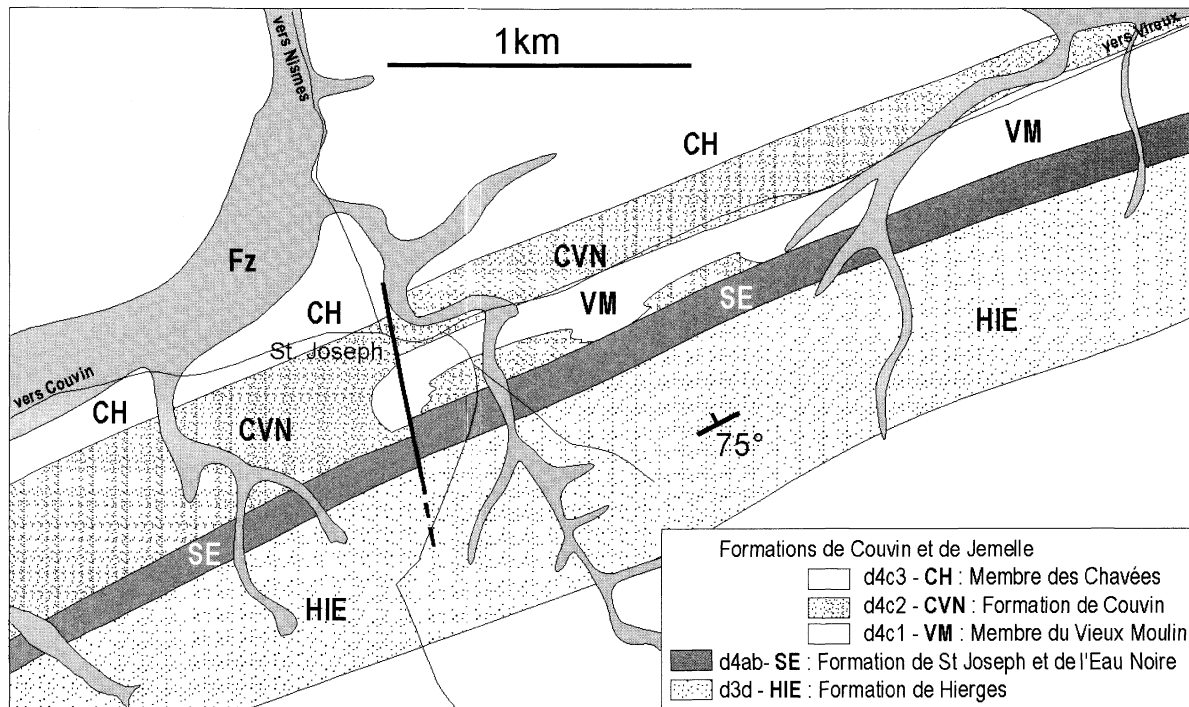 vers Nismes
1km
vers Vireux
CH
VM
Fz
CVN
SE
VM
HIE
CH
St. Joseph
vers Couvin
CH
CVN
75°
SE
HIE
Formations de Couvin et de Jemelle
d4c3 - CH : Membre des Chavées
d4c2 - CVN : Formation de Couvin
d4c1 - VM : Membre du Vieux Moulin
d4ab- SE : Formation de St Joseph et de l'Eau Noire
d3d - HIE : Formation de Hierges